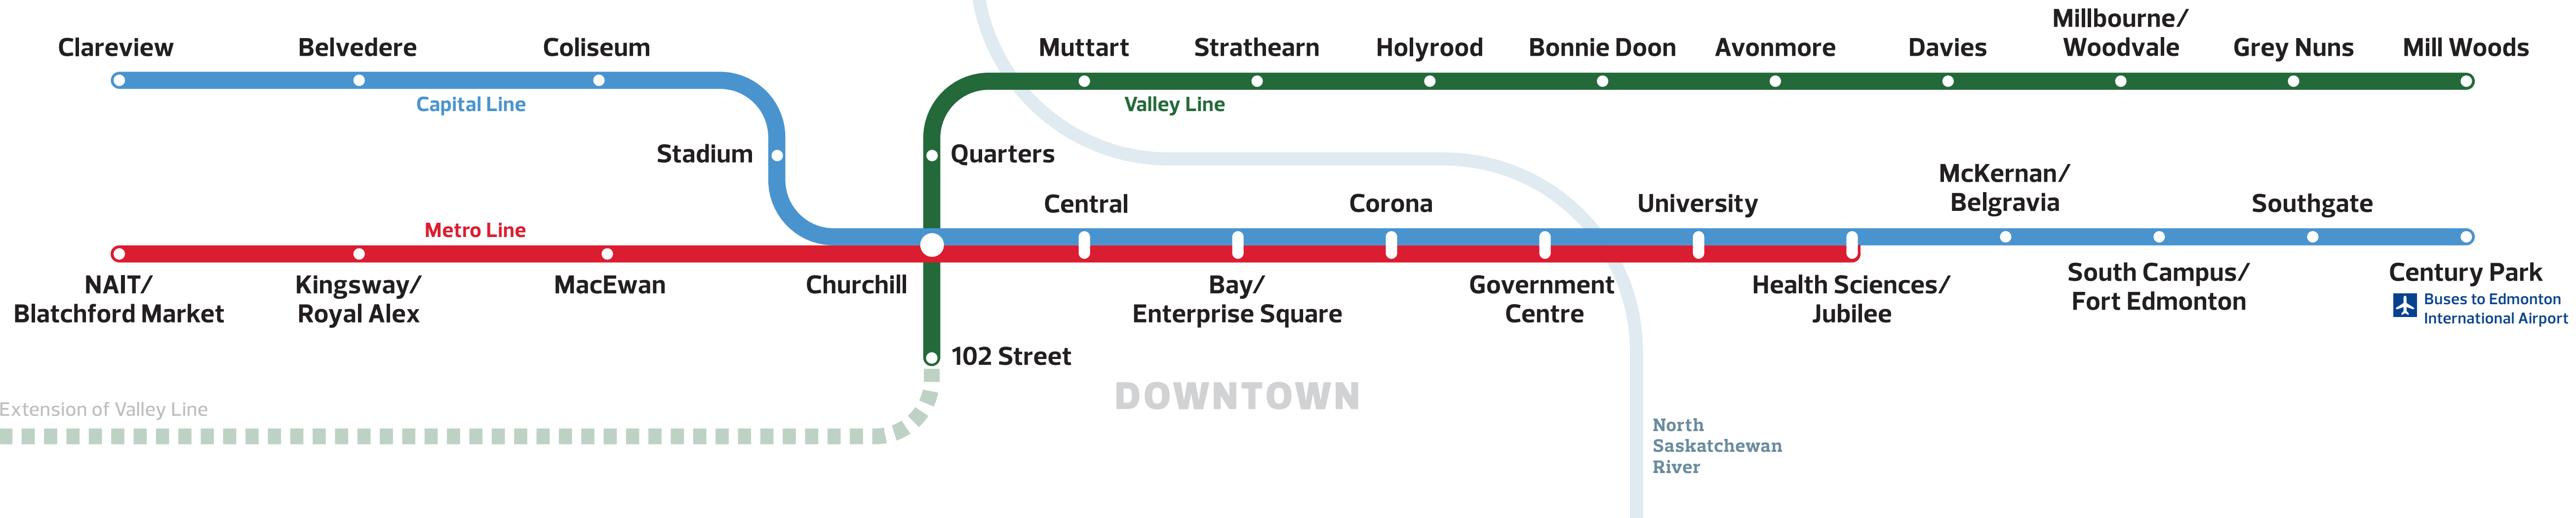 Clareview
Belvedere
Coliseum
Muttart
Strathearn
Holyrood
Bonnie Doon
Avonmore
Davies
Millbourne/
Woodvale
Grey Nuns
Mill Woods
Capital Line
Valley Line
Stadium
Quarters
Metro Line
Central
Corona
University
McKernan/
Belgravia
Southgate
NAIT/
Blatchford Market
Kingsway/
Royal Alex
MacEwan
Churchill
Bay/
Enterprise Square
Government
Centre
Health Sciences/
Jubilee
South Campus/
Fort Edmonton
Century Park
Buses to Edmonton
International Airport
102 Street
DOWNTOWN
Extension of Valley Line
North
Saskatchewan
River